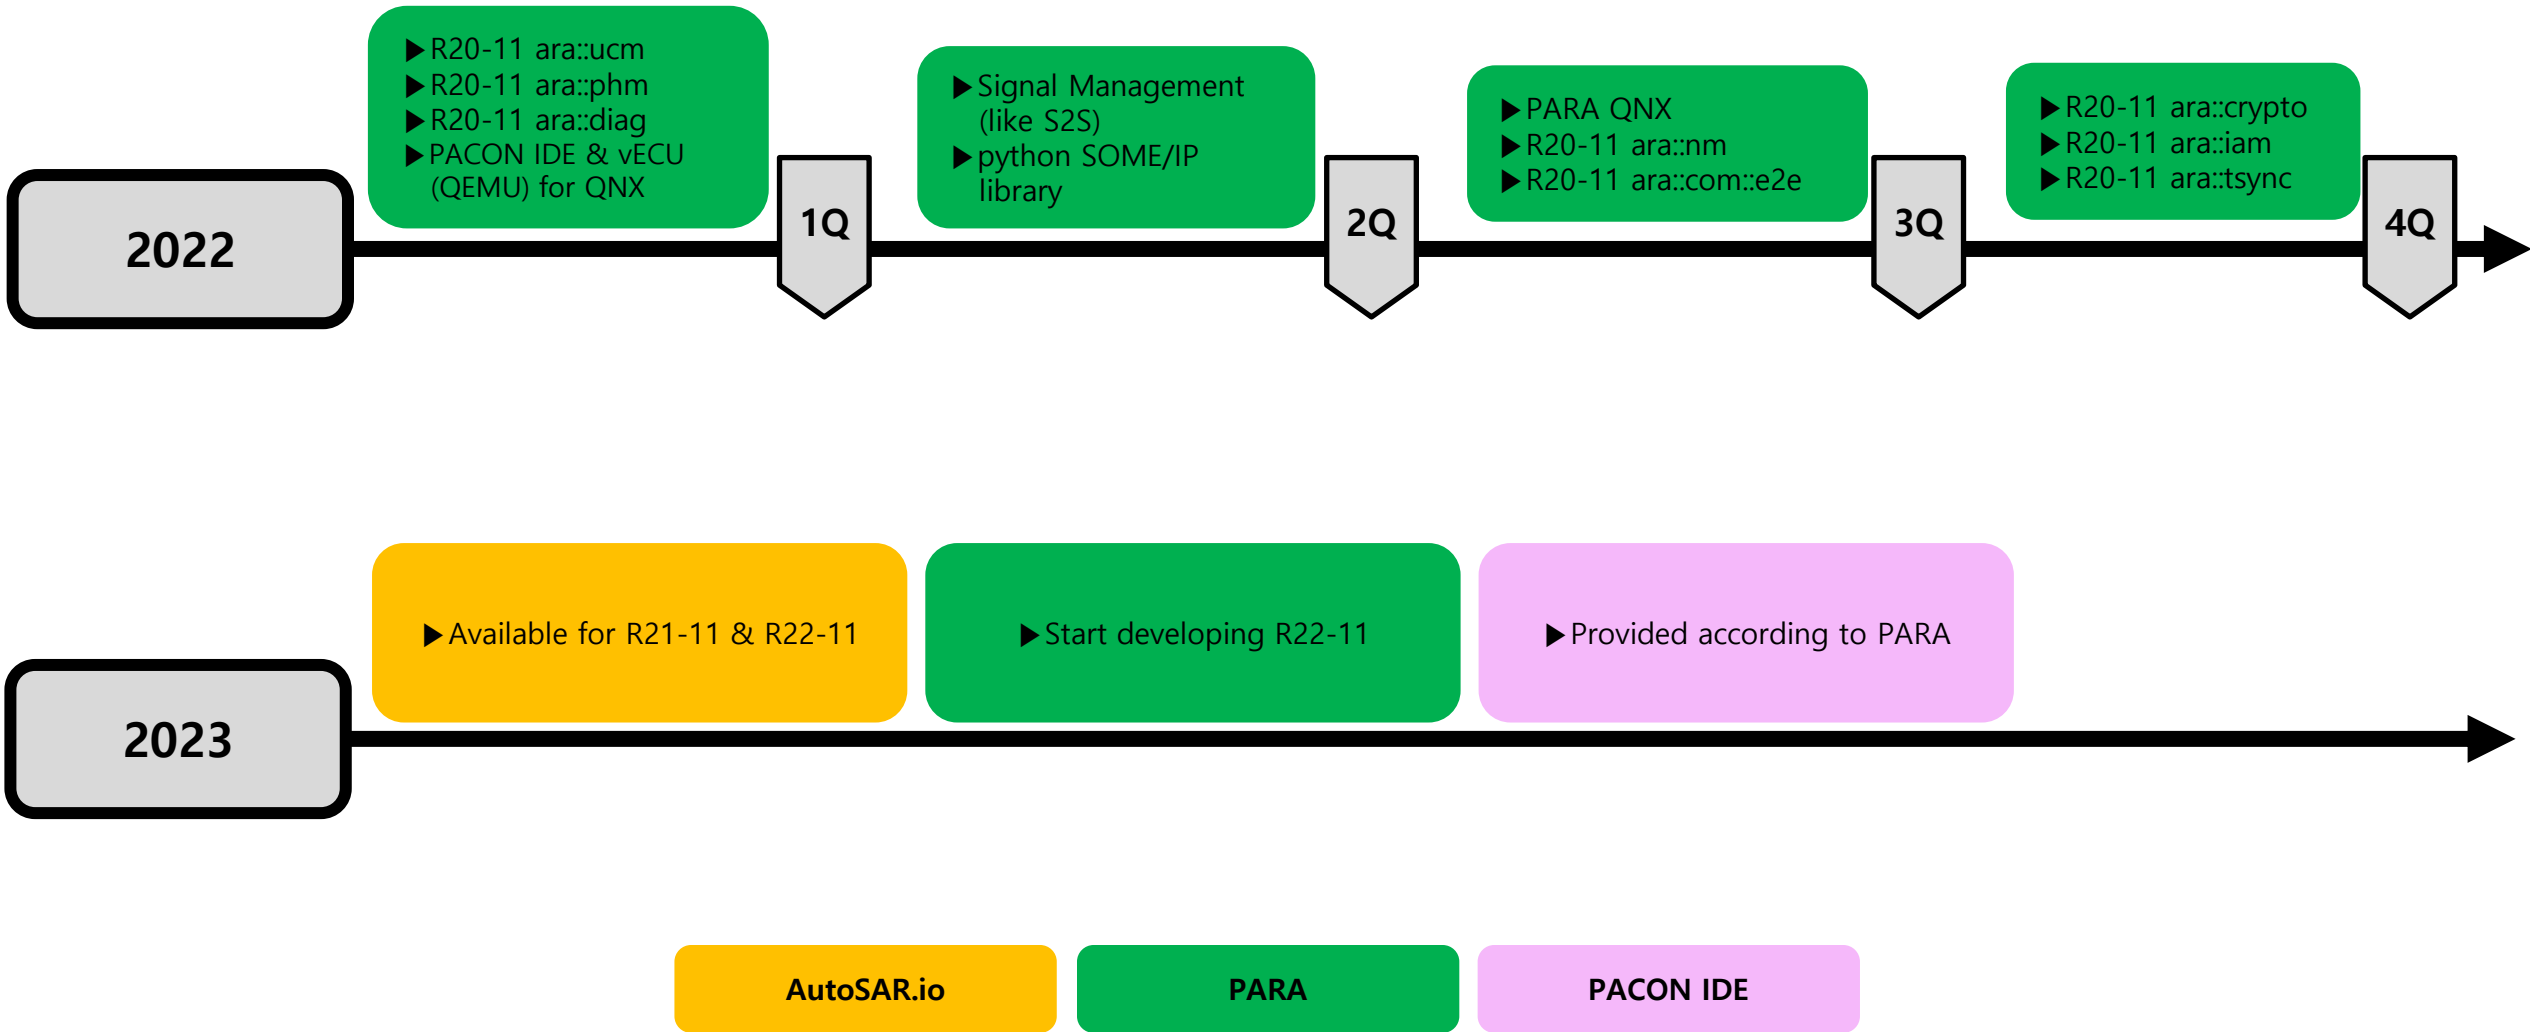 2022
▶R20-11 ara::ucm
▶R20-11 ara::phm
▶R20-11 ara::diag
▶PACON IDE & vECU
(QEMU) for QNX
1Q
▶Signal Management
(like S2S)
▶python SOME/IP
library
2Q
▶PARA QNX
▶R20-11 ara::nm
▶R20-11 ara::com::e2e
3Q
▶R20-11 ara::crypto
▶R20-11 ara::iam
▶R20-11 ara::tsync
4Q
2023
▶Available for R21-11 & R22-11
▶Start developing R22-11
▶Provided according to PARA
AutoSAR.io
PARA
PACON IDE